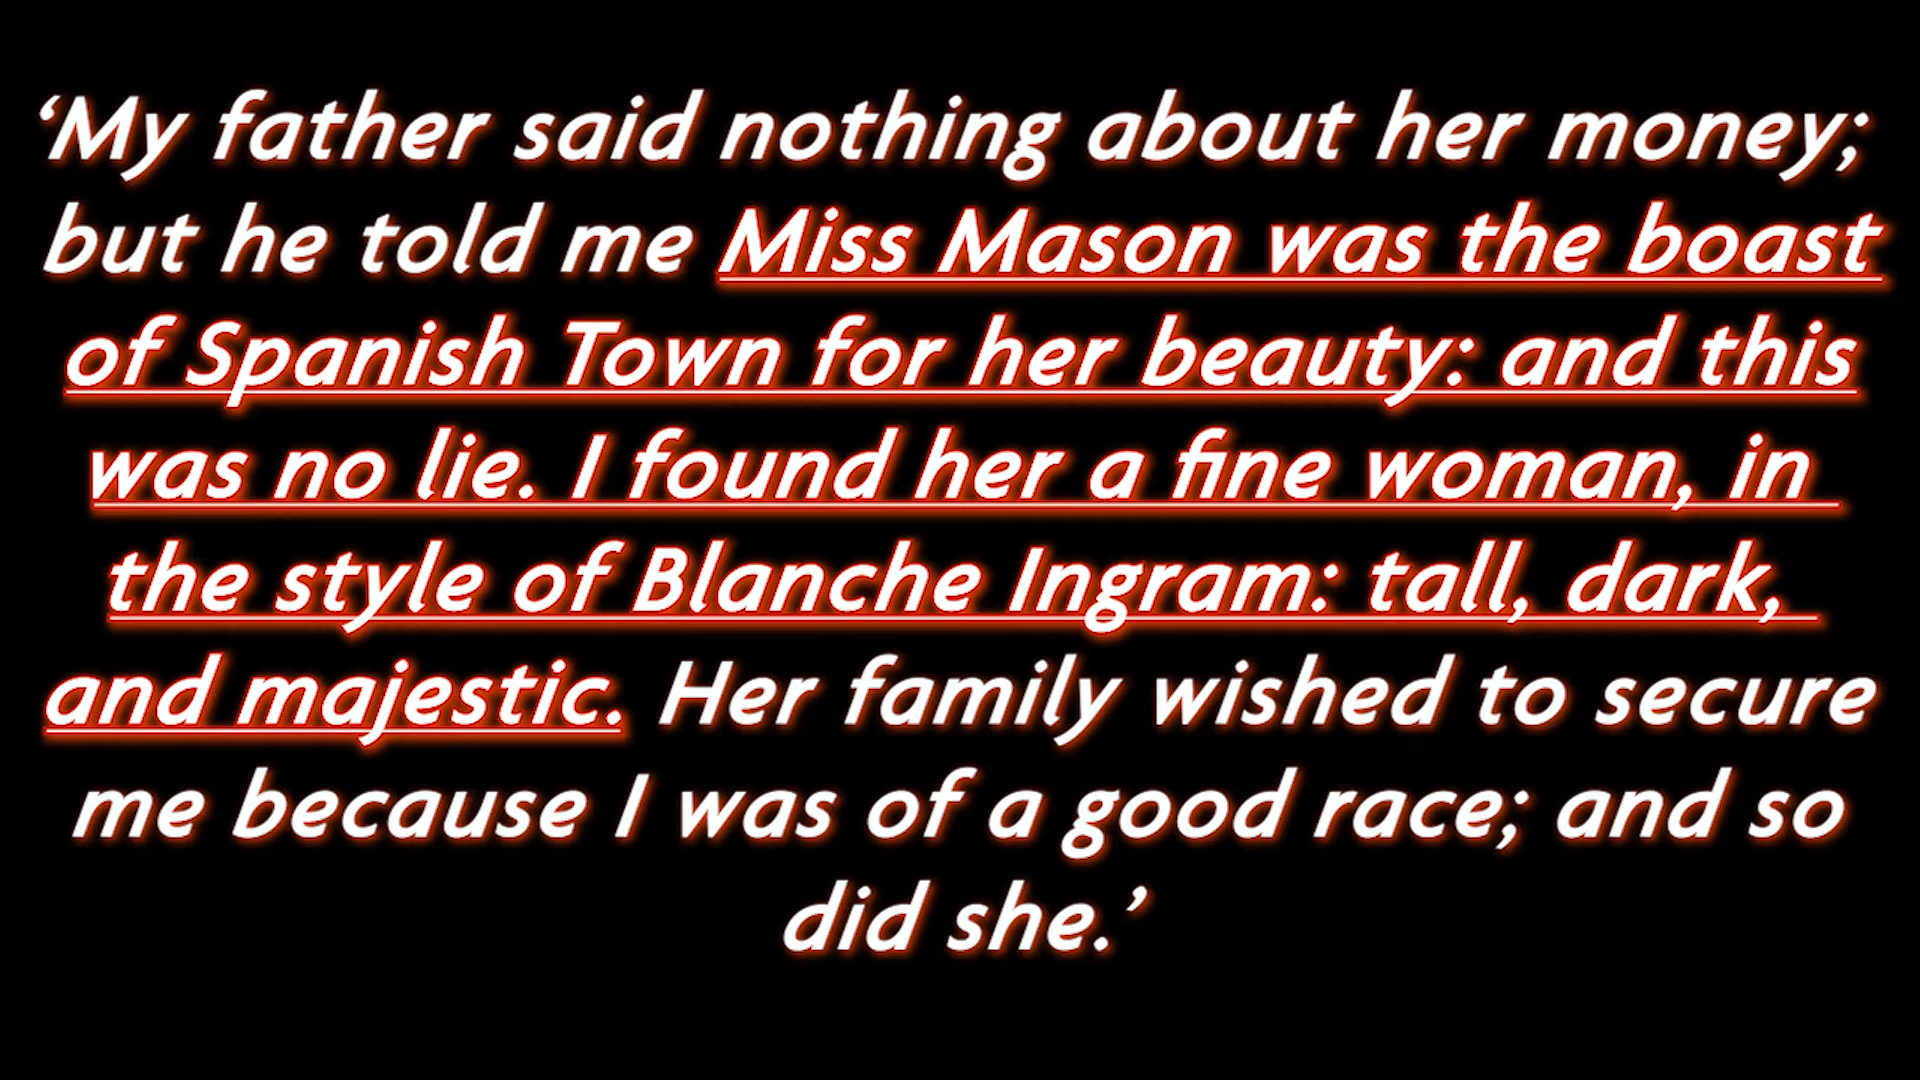 ‘My father said nothing about her money;
but he told me Miss Mason was the boast
of Spanish Town for her beauty: and this
was no lie. I found her a fine woman, in
the style of Blanche Ingram: tall, dark,
and majestic. Her family wished to secure
me because I was of a good race; and so
did she.’